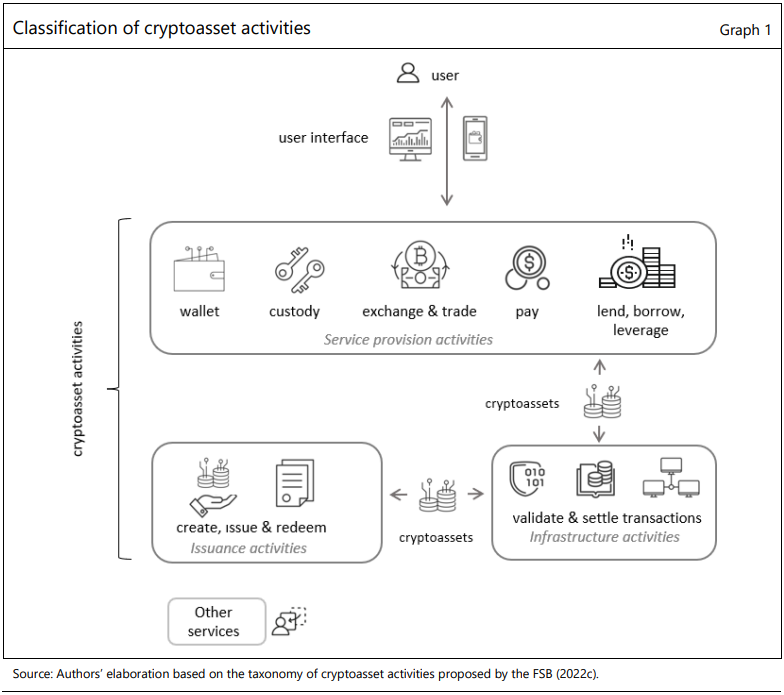 Classification of cryptoasset activities
Graph 1
user
user interface
wallet
custody
exchange & trade
pay
lend, borrow,
leverage
Service provision activities
cryptoasset activities
cryptoassets
010
101
create, issue & redeem
Issuance activities
cryptoassets
validate & settle transactions
Infrastructure activities
Other
services
Source: Authors’ elaboration based on the taxonomy of cryptoasset activities proposed by the FSB (2022c).